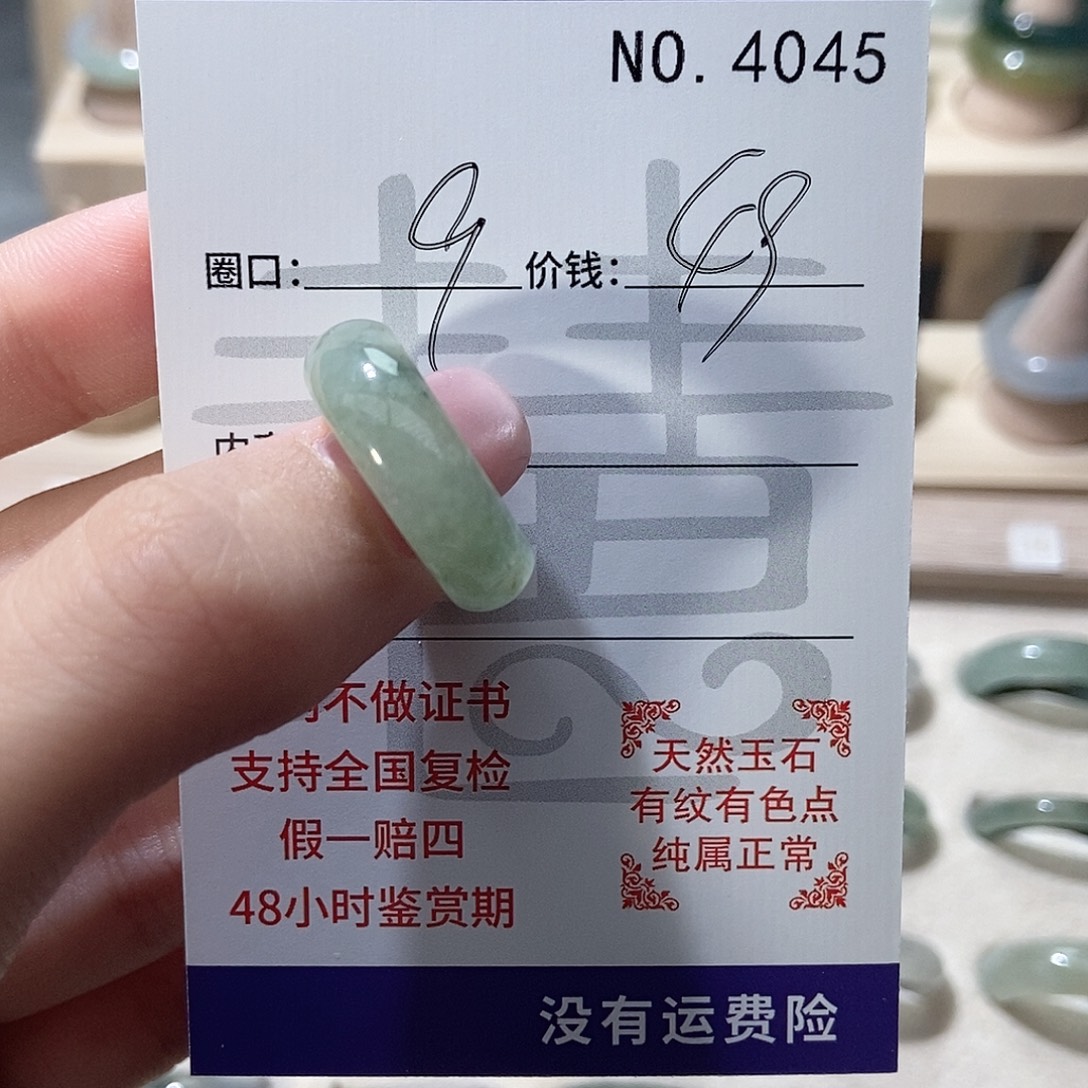 NO. 4045
圈口： 9 价钱：
不做证书
支持全国复检
假一赔四
48小时鉴赏期
天然玉石
有纹有色点
纯属正常
没有运费险